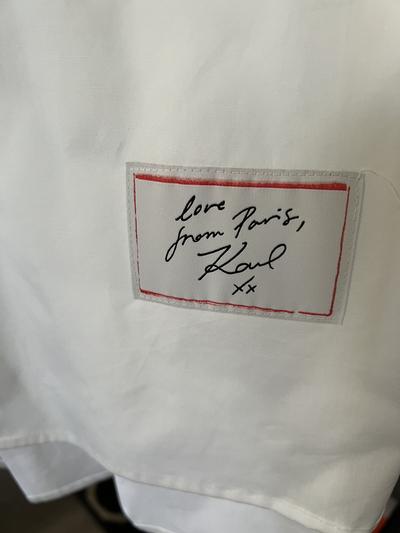 love
from Paris,
Karl
xx